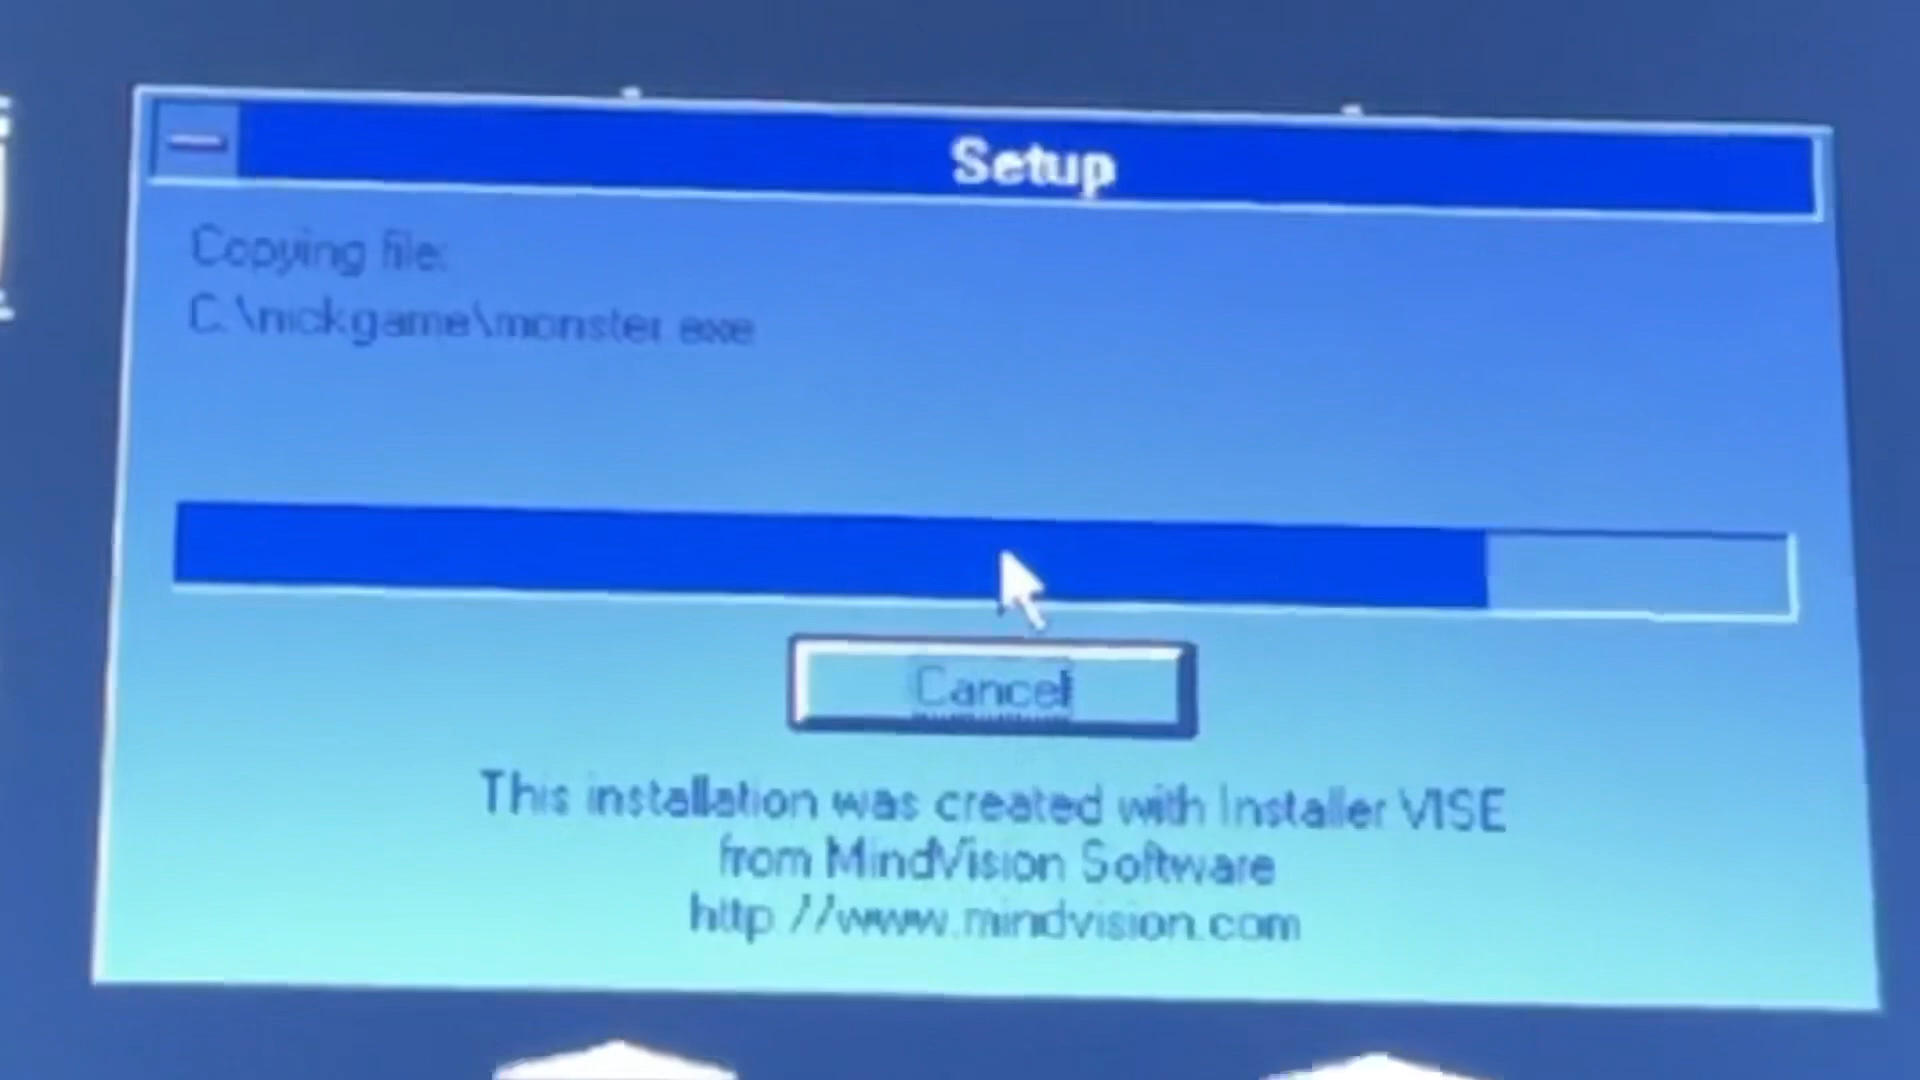 Setup
Copying file:
C:\nickgame\monster.exe
Cancel
This installation was created with Installer VISE
from MindVision Software
http://www.mindvision.com